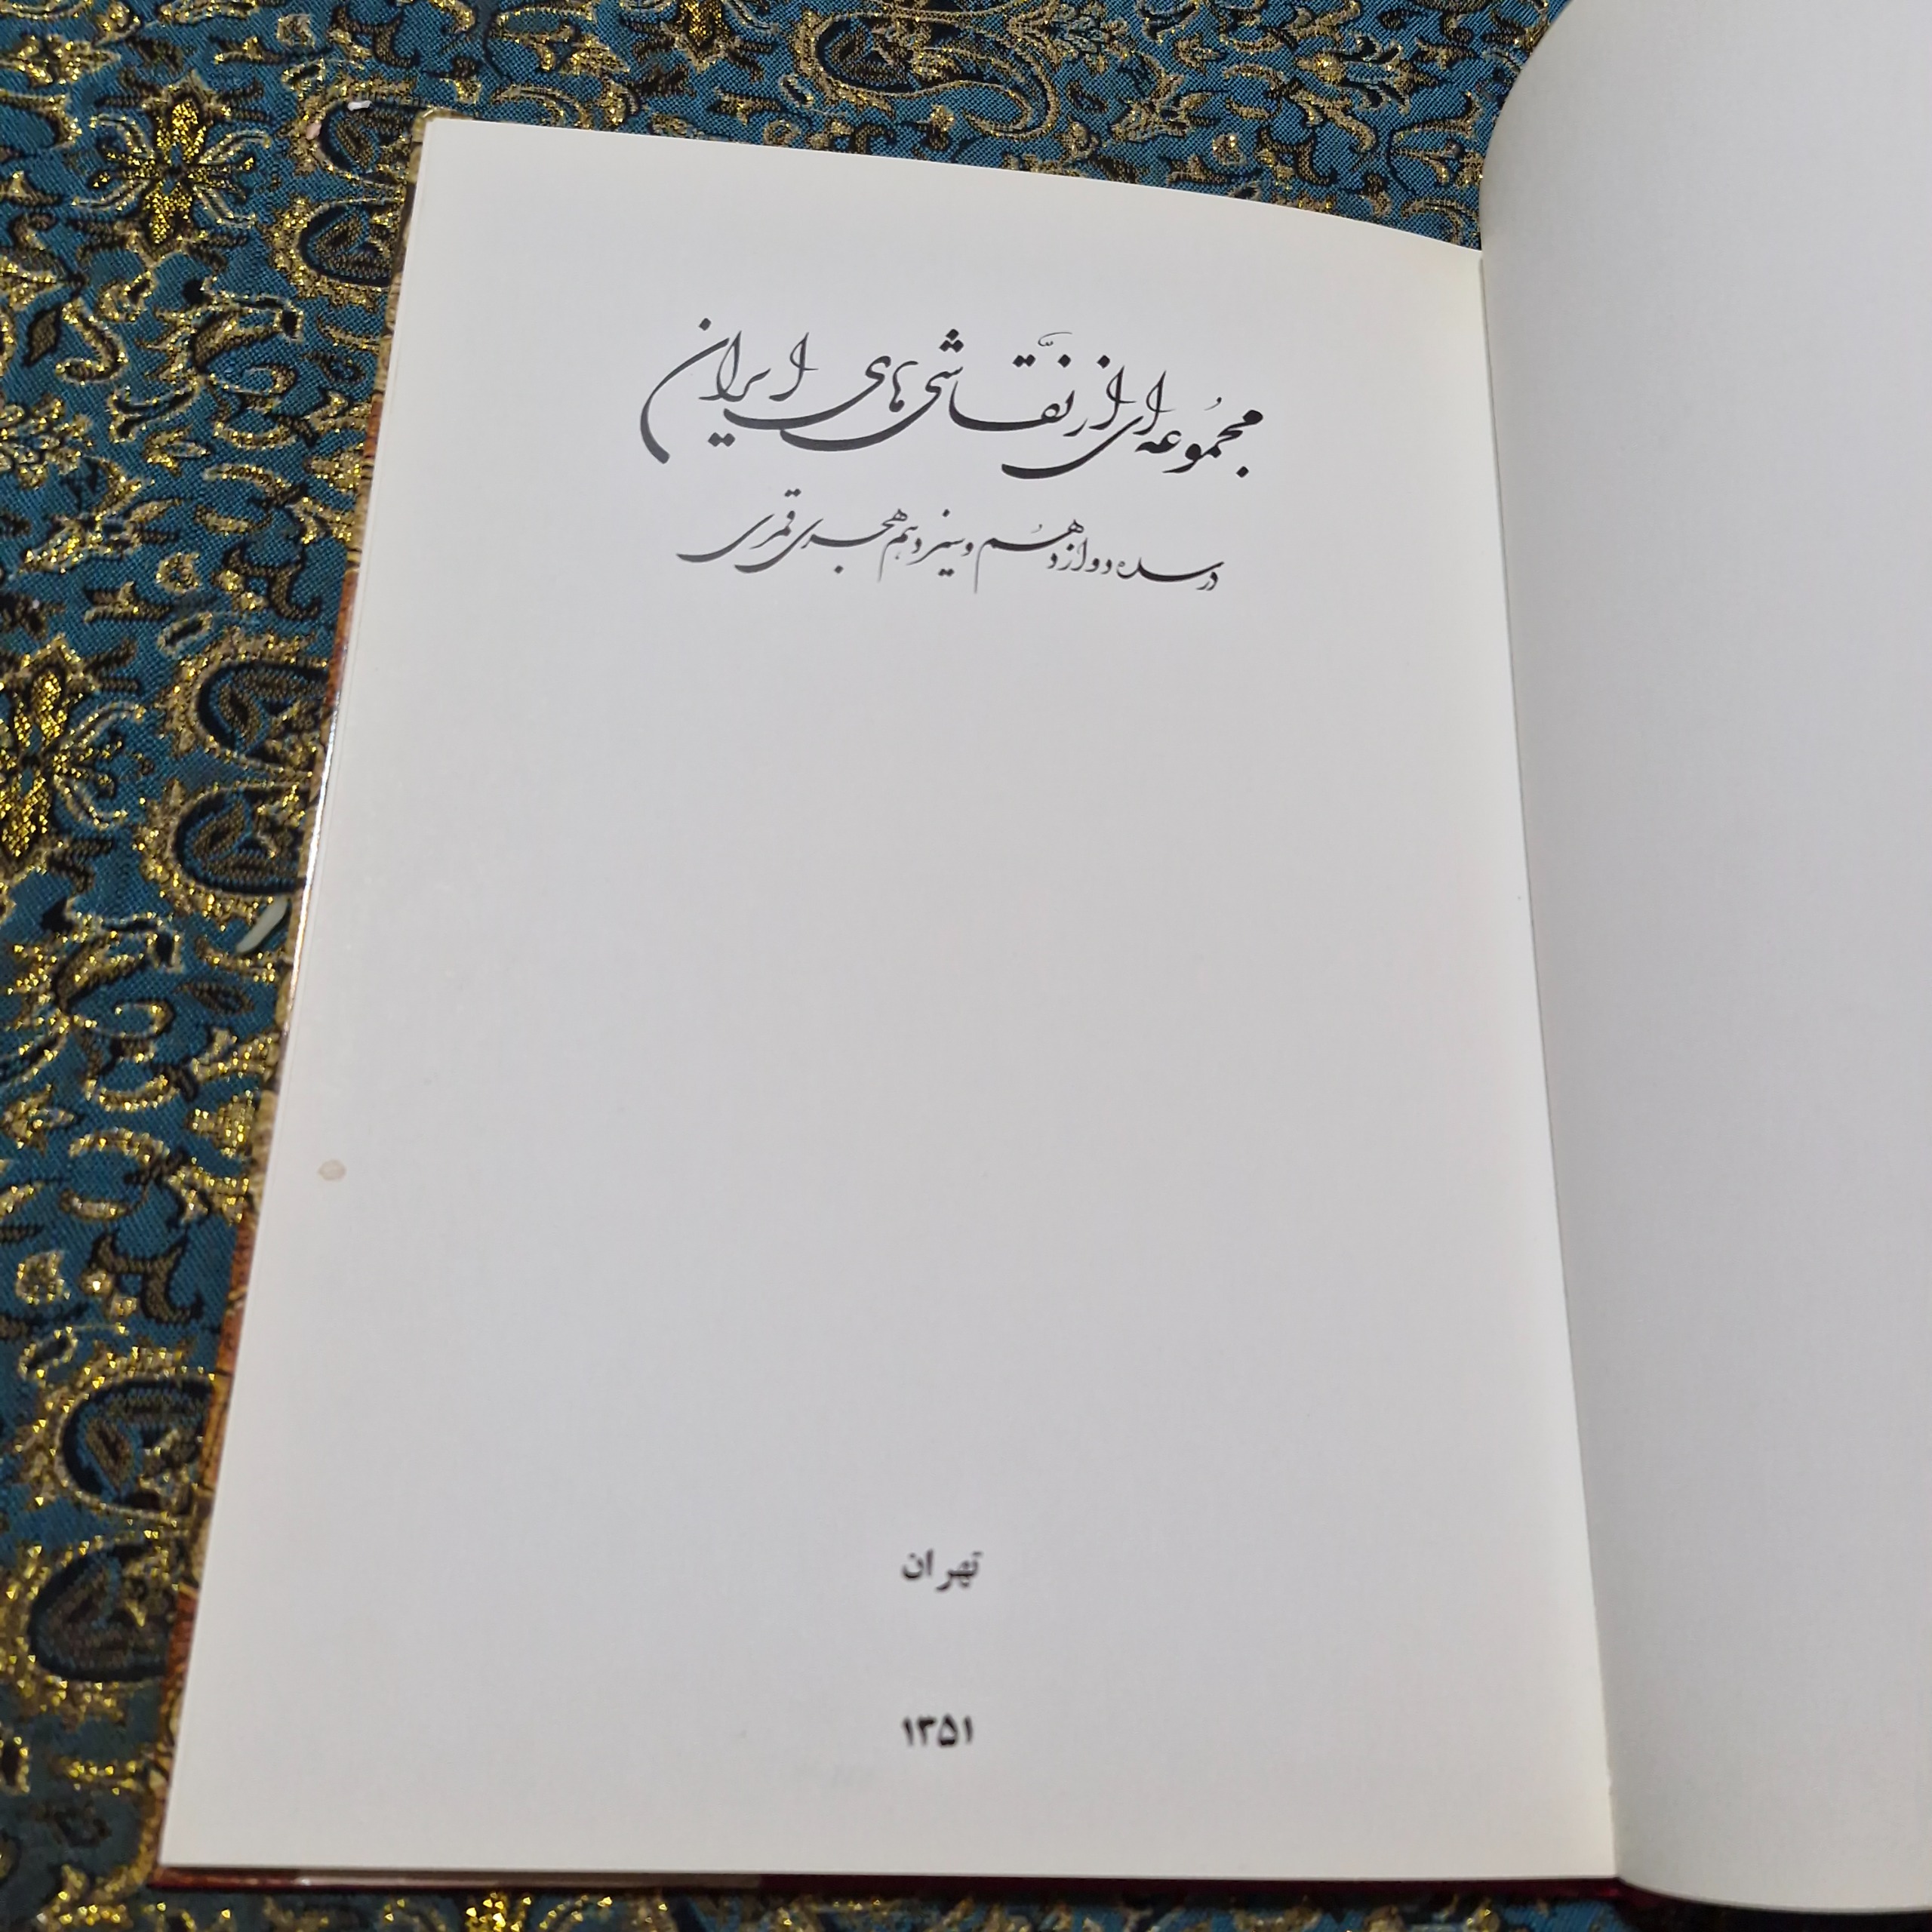 مجموعه ای از نقاشی های ایران
در سده دوازدهم و سیزدهم هجری قمری
تهران
۱۳۵۱